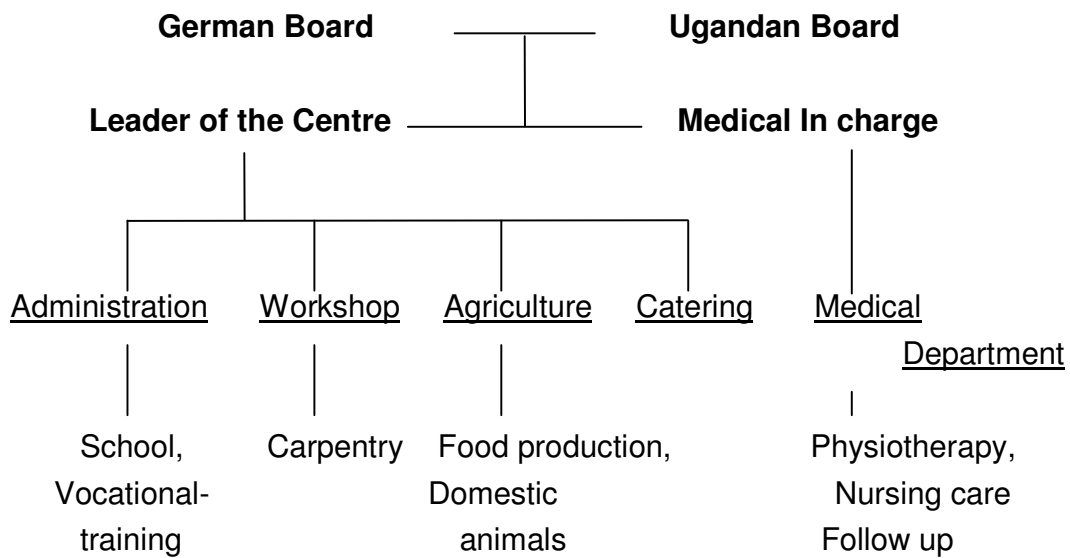 German Board Ugandan Board
Leader of the Centre Medical In charge
Administration Workshop Agriculture Catering Medical
Department
School, Carpentry Food production, Physiotherapy,
Vocational- Domestic Nursing care
training animals Follow up